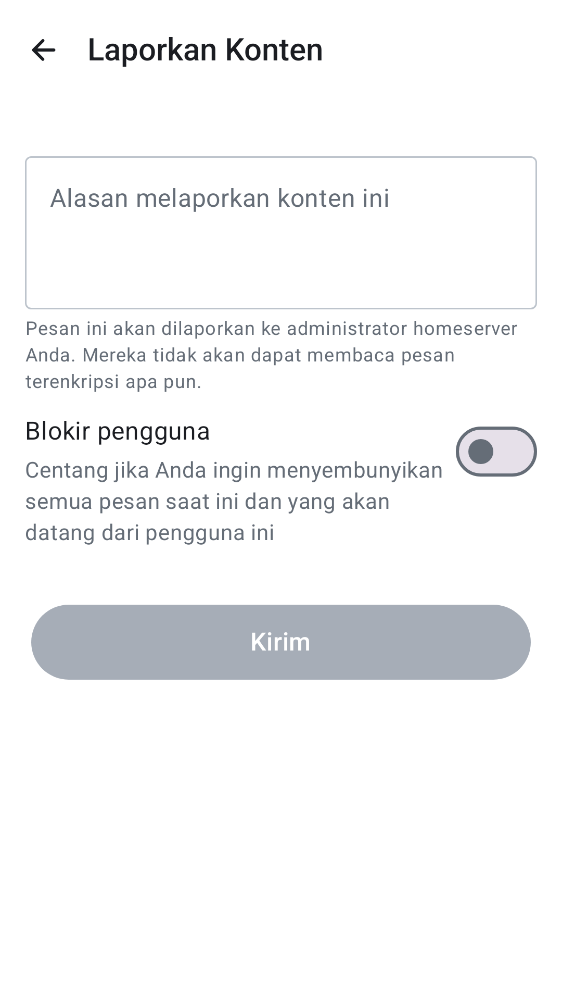 Laporkan Konten
Alasan melaporkan konten ini
Pesan ini akan dilaporkan ke administrator homeserver
Anda. Mereka tidak akan dapat membaca pesan
terenkripsi apa pun.
Blokir pengguna
Centang jika Anda ingin menyembunyikan
semua pesan saat ini dan yang akan
datang dari pengguna ini
Kirim